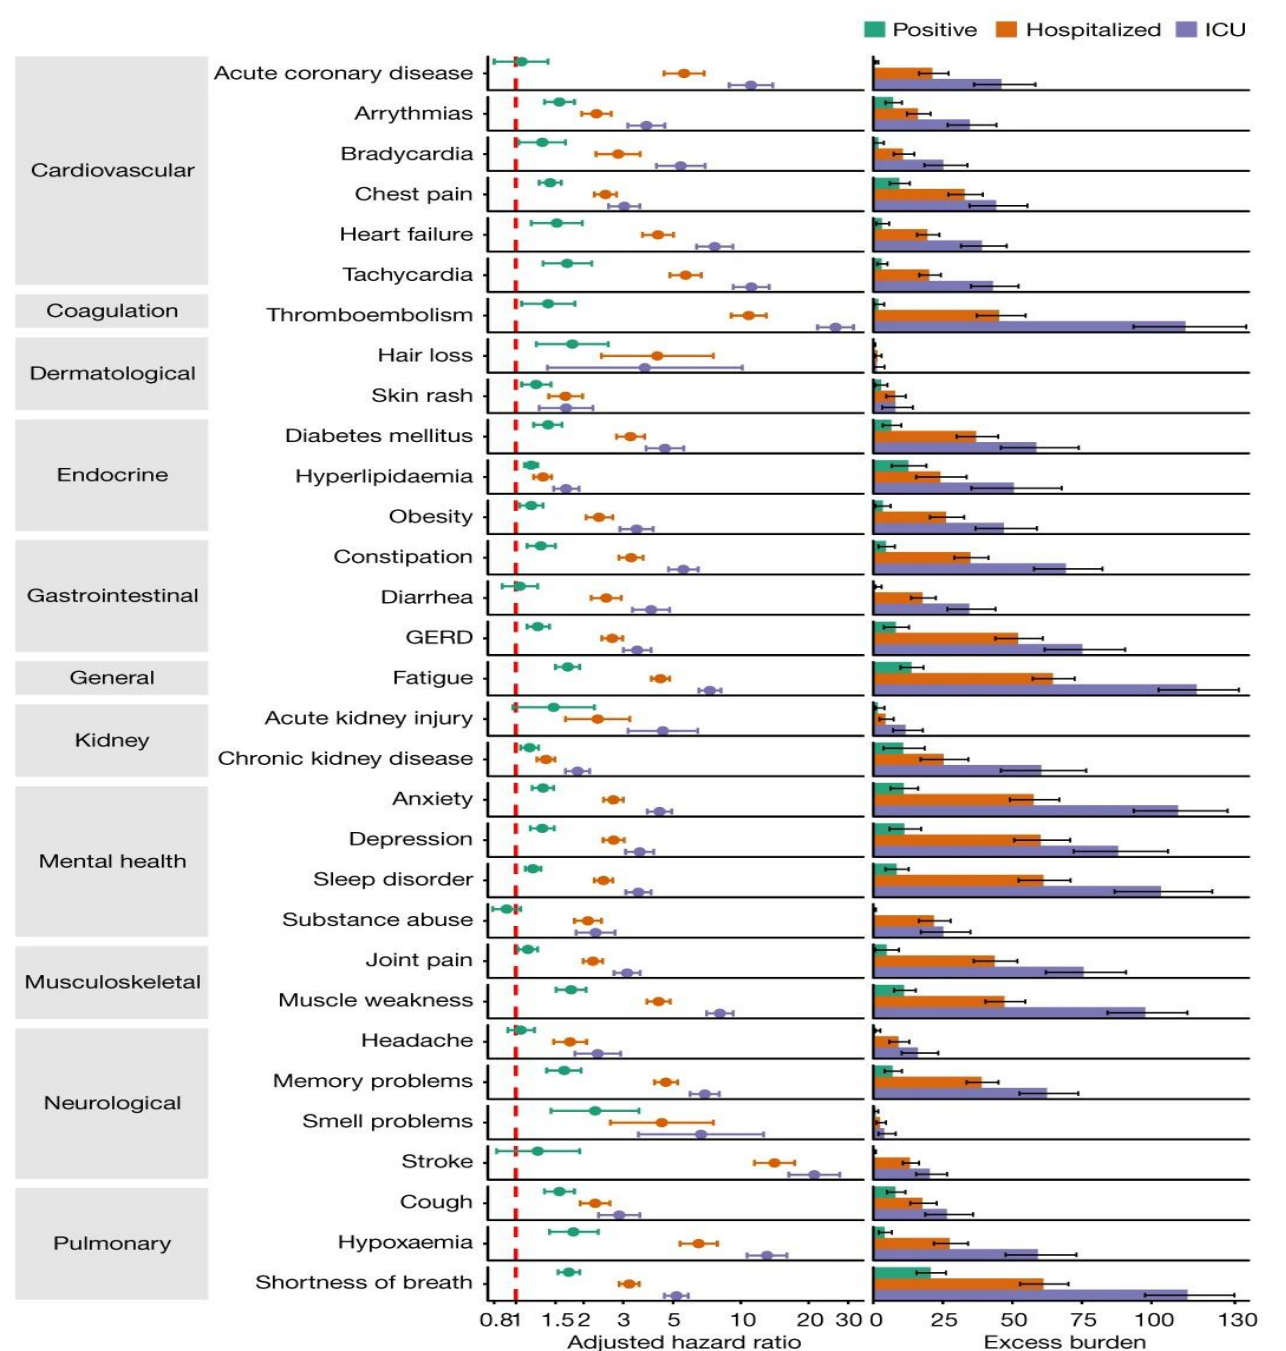 Positive Hospitalized ICU
Cardiovascular
Acute coronary disease
Arrythmias
Bradycardia
Chest pain
Heart failure
Tachycardia
Coagulation
Thromboembolism
Dermatological
Hair loss
Skin rash
Endocrine
Diabetes mellitus
Hyperlipidaemia
Obesity
Gastrointestinal
Constipation
Diarrhea
GERD
General
Fatigue
Kidney
Acute kidney injury
Chronic kidney disease
Mental health
Anxiety
Depression
Sleep disorder
Substance abuse
Musculoskeletal
Joint pain
Muscle weakness
Neurological
Headache
Memory problems
Smell problems
Stroke
Pulmonary
Cough
Hypoxaemia
Shortness of breath
0.8 1 1.5 2 3 5 10 20 30 0 25 50 75 100 130
Adjusted hazard ratio Excess burden